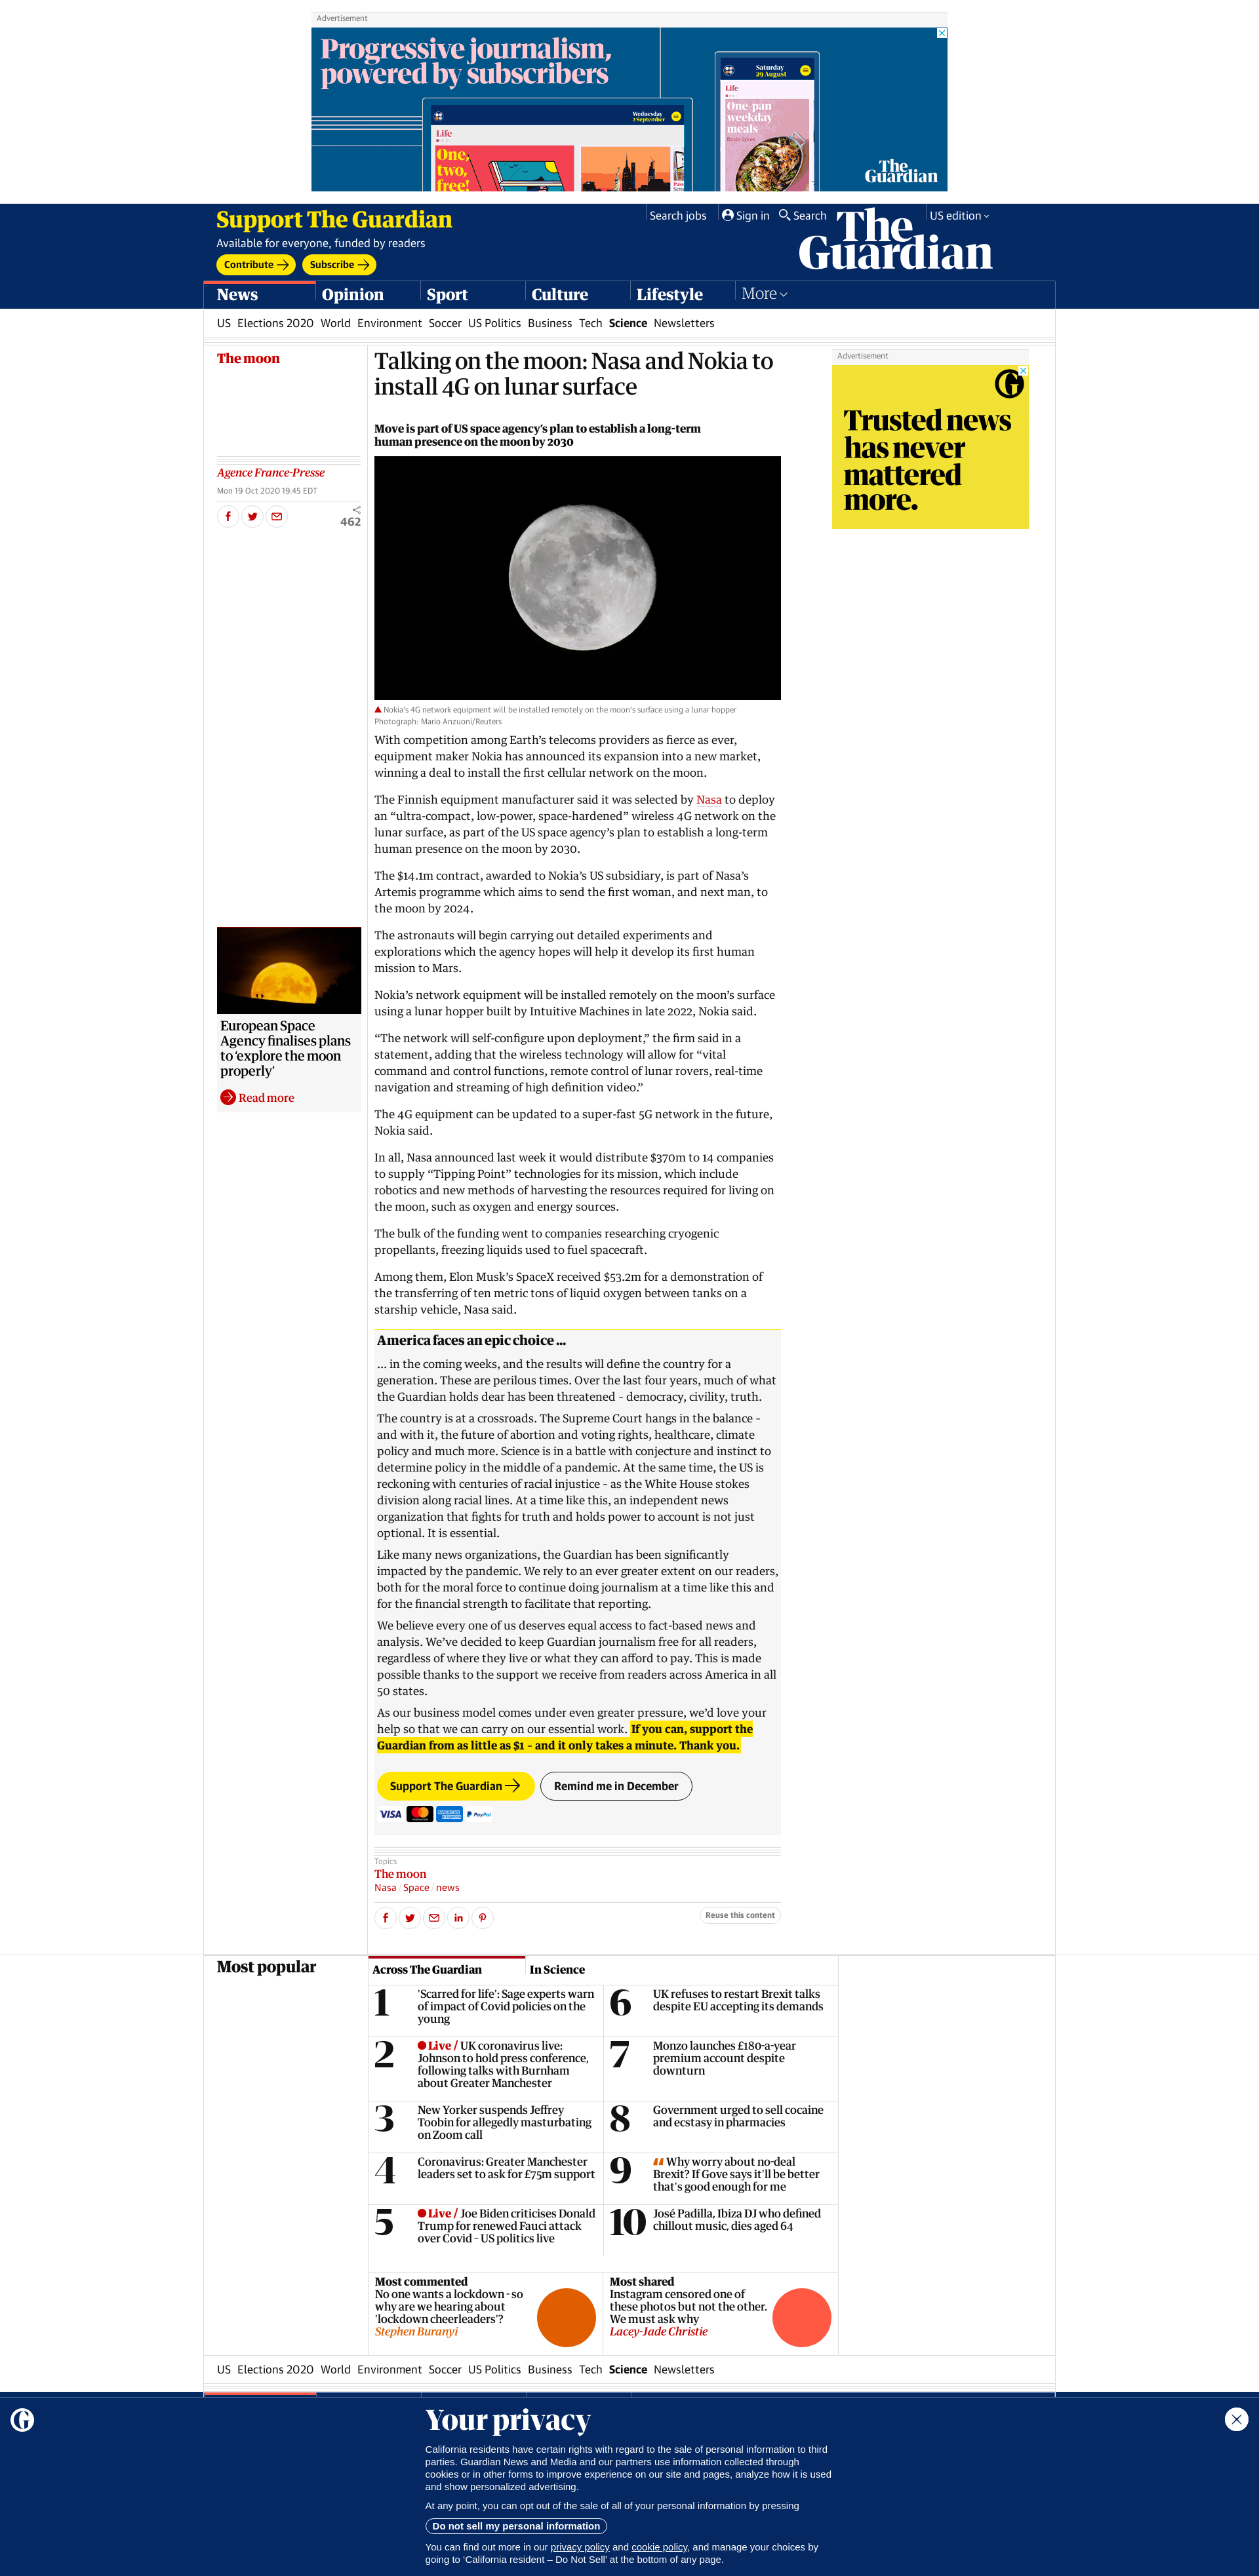 Advertisement
Progressive journalism,
powered by subscribers
Saturday
29 August
Life
One-pan
weekday
meals
Wednesday
2 September
Life
One,
two,
free!
The
Guardian
Support The Guardian
Available for everyone, funded by readers
Contribute
Subscribe
Search jobs
Sign in
Search
US edition
The
Guardian
News
Opinion
Sport
Culture
Lifestyle
More
US Elections 2020 World Environment Soccer US Politics Business Tech Science Newsletters
The moon
Talking on the moon: Nasa and Nokia to
install 4G on lunar surface
Move is part of US space agency's plan to establish a long-term
human presence on the moon by 2030
Agence France-Presse
Mon 19 Oct 2020 19.45 EDT
462
Advertisement
Trusted news
has never
mattered
more.
Nokia's 4G network equipment will be installed remotely on the moon's surface using a lunar hopper
Photograph: Mario Anzuoni/Reuters
With competition among Earth's telecoms providers as fierce as ever,
equipment maker Nokia has announced its expansion into a new market,
winning a deal to install the first cellular network on the moon.
The Finnish equipment manufacturer said it was selected by Nasa to deploy
an “ultra-compact, low-power, space-hardened” wireless 4G network on the
lunar surface, as part of the US space agency's plan to establish a long-term
human presence on the moon by 2030.
The $14.1m contract, awarded to Nokia's US subsidiary, is part of Nasa's
Artemis programme which aims to send the first woman, and next man, to
the moon by 2024.
The astronauts will begin carrying out detailed experiments and
explorations which the agency hopes will help it develop its first human
mission to Mars.
Nokia's network equipment will be installed remotely on the moon's surface
using a lunar hopper built by Intuitive Machines in late 2022, Nokia said.
“The network will self-configure upon deployment,” the firm said in a
statement, adding that the wireless technology will allow for “vital
command and control functions, remote control of lunar rovers, real-time
navigation and streaming of high definition video.”
The 4G equipment can be updated to a super-fast 5G network in the future,
Nokia said.
In all, Nasa announced last week it would distribute $370m to 14 companies
to supply “Tipping Point” technologies for its mission, which include
robotics and new methods of harvesting the resources required for living on
the moon, such as oxygen and energy sources.
The bulk of the funding went to companies researching cryogenic
propellants, freezing liquids used to fuel spacecraft.
Among them, Elon Musk's SpaceX received $53.2m for a demonstration of
the transferring of ten metric tons of liquid oxygen between tanks on a
starship vehicle, Nasa said.
European Space
Agency finalises plans
to ‘explore the moon
properly’
Read more
America faces an epic choice ...
... in the coming weeks, and the results will define the country for a
generation. These are perilous times. Over the last four years, much of what
the Guardian holds dear has been threatened – democracy, civility, truth.
The country is at a crossroads. The Supreme Court hangs in the balance –
and with it, the future of abortion and voting rights, healthcare, climate
policy and much more. Science is in a battle with conjecture and instinct to
determine policy in the middle of a pandemic. At the same time, the US is
reckoning with centuries of racial injustice – as the White House stokes
division along racial lines. At a time like this, an independent news
organization that fights for truth and holds power to account is not just
optional. It is essential.
Like many news organizations, the Guardian has been significantly
impacted by the pandemic. We rely to an ever greater extent on our readers,
both for the moral force to continue doing journalism at a time like this and
for the financial strength to facilitate that reporting.
We believe every one of us deserves equal access to fact-based news and
analysis. We've decided to keep Guardian journalism free for all readers,
regardless of where they live or what they can afford to pay. This is made
possible thanks to the support we receive from readers across America in all
50 states.
As our business model comes under even greater pressure, we'd love your
help so that we can carry on our essential work. If you can, support the
Guardian from as little as $1 – and it only takes a minute. Thank you.
Support The Guardian
Remind me in December
VISA
PayPal
Topics
The moon
Nasa / Space / news
Reuse this content
Most popular
Across The Guardian
In Science
1
'Scarred for life': Sage experts warn
of impact of Covid policies on the
young
2
Live / UK coronavirus live:
Johnson to hold press conference,
following talks with Burnham
about Greater Manchester
3
New Yorker suspends Jeffrey
Toobin for allegedly masturbating
on Zoom call
4
Coronavirus: Greater Manchester
leaders set to ask for £75m support
5
Live / Joe Biden criticises Donald
Trump for renewed Fauci attack
over Covid – US politics live
6
UK refuses to restart Brexit talks
despite EU accepting its demands
7
Monzo launches £180-a-year
premium account despite
downturn
8
Government urged to sell cocaine
and ecstasy in pharmacies
9
Why worry about no-deal
Brexit? If Gove says it'll be better
that's good enough for me
10
José Padilla, Ibiza DJ who defined
chillout music, dies aged 64
Most commented
No one wants a lockdown - so
why are we hearing about
'lockdown cheerleaders'?
Stephen Buranyi
Most shared
Instagram censored one of
these photos but not the other.
We must ask why
Lacey-Jade Christie
US Elections 2020 World Environment Soccer US Politics Business Tech Science Newsletters
Your privacy
California residents have certain rights with regard to the sale of personal information to third
parties. Guardian News and Media and our partners use information collected through
cookies or in other forms to improve experience on our site and pages, analyze how it is used
and show personalized advertising.
At any point, you can opt out of the sale of all of your personal information by pressing
Do not sell my personal information
You can find out more in our privacy policy and cookie policy, and manage your choices by
going to ‘California resident – Do Not Sell’ at the bottom of any page.